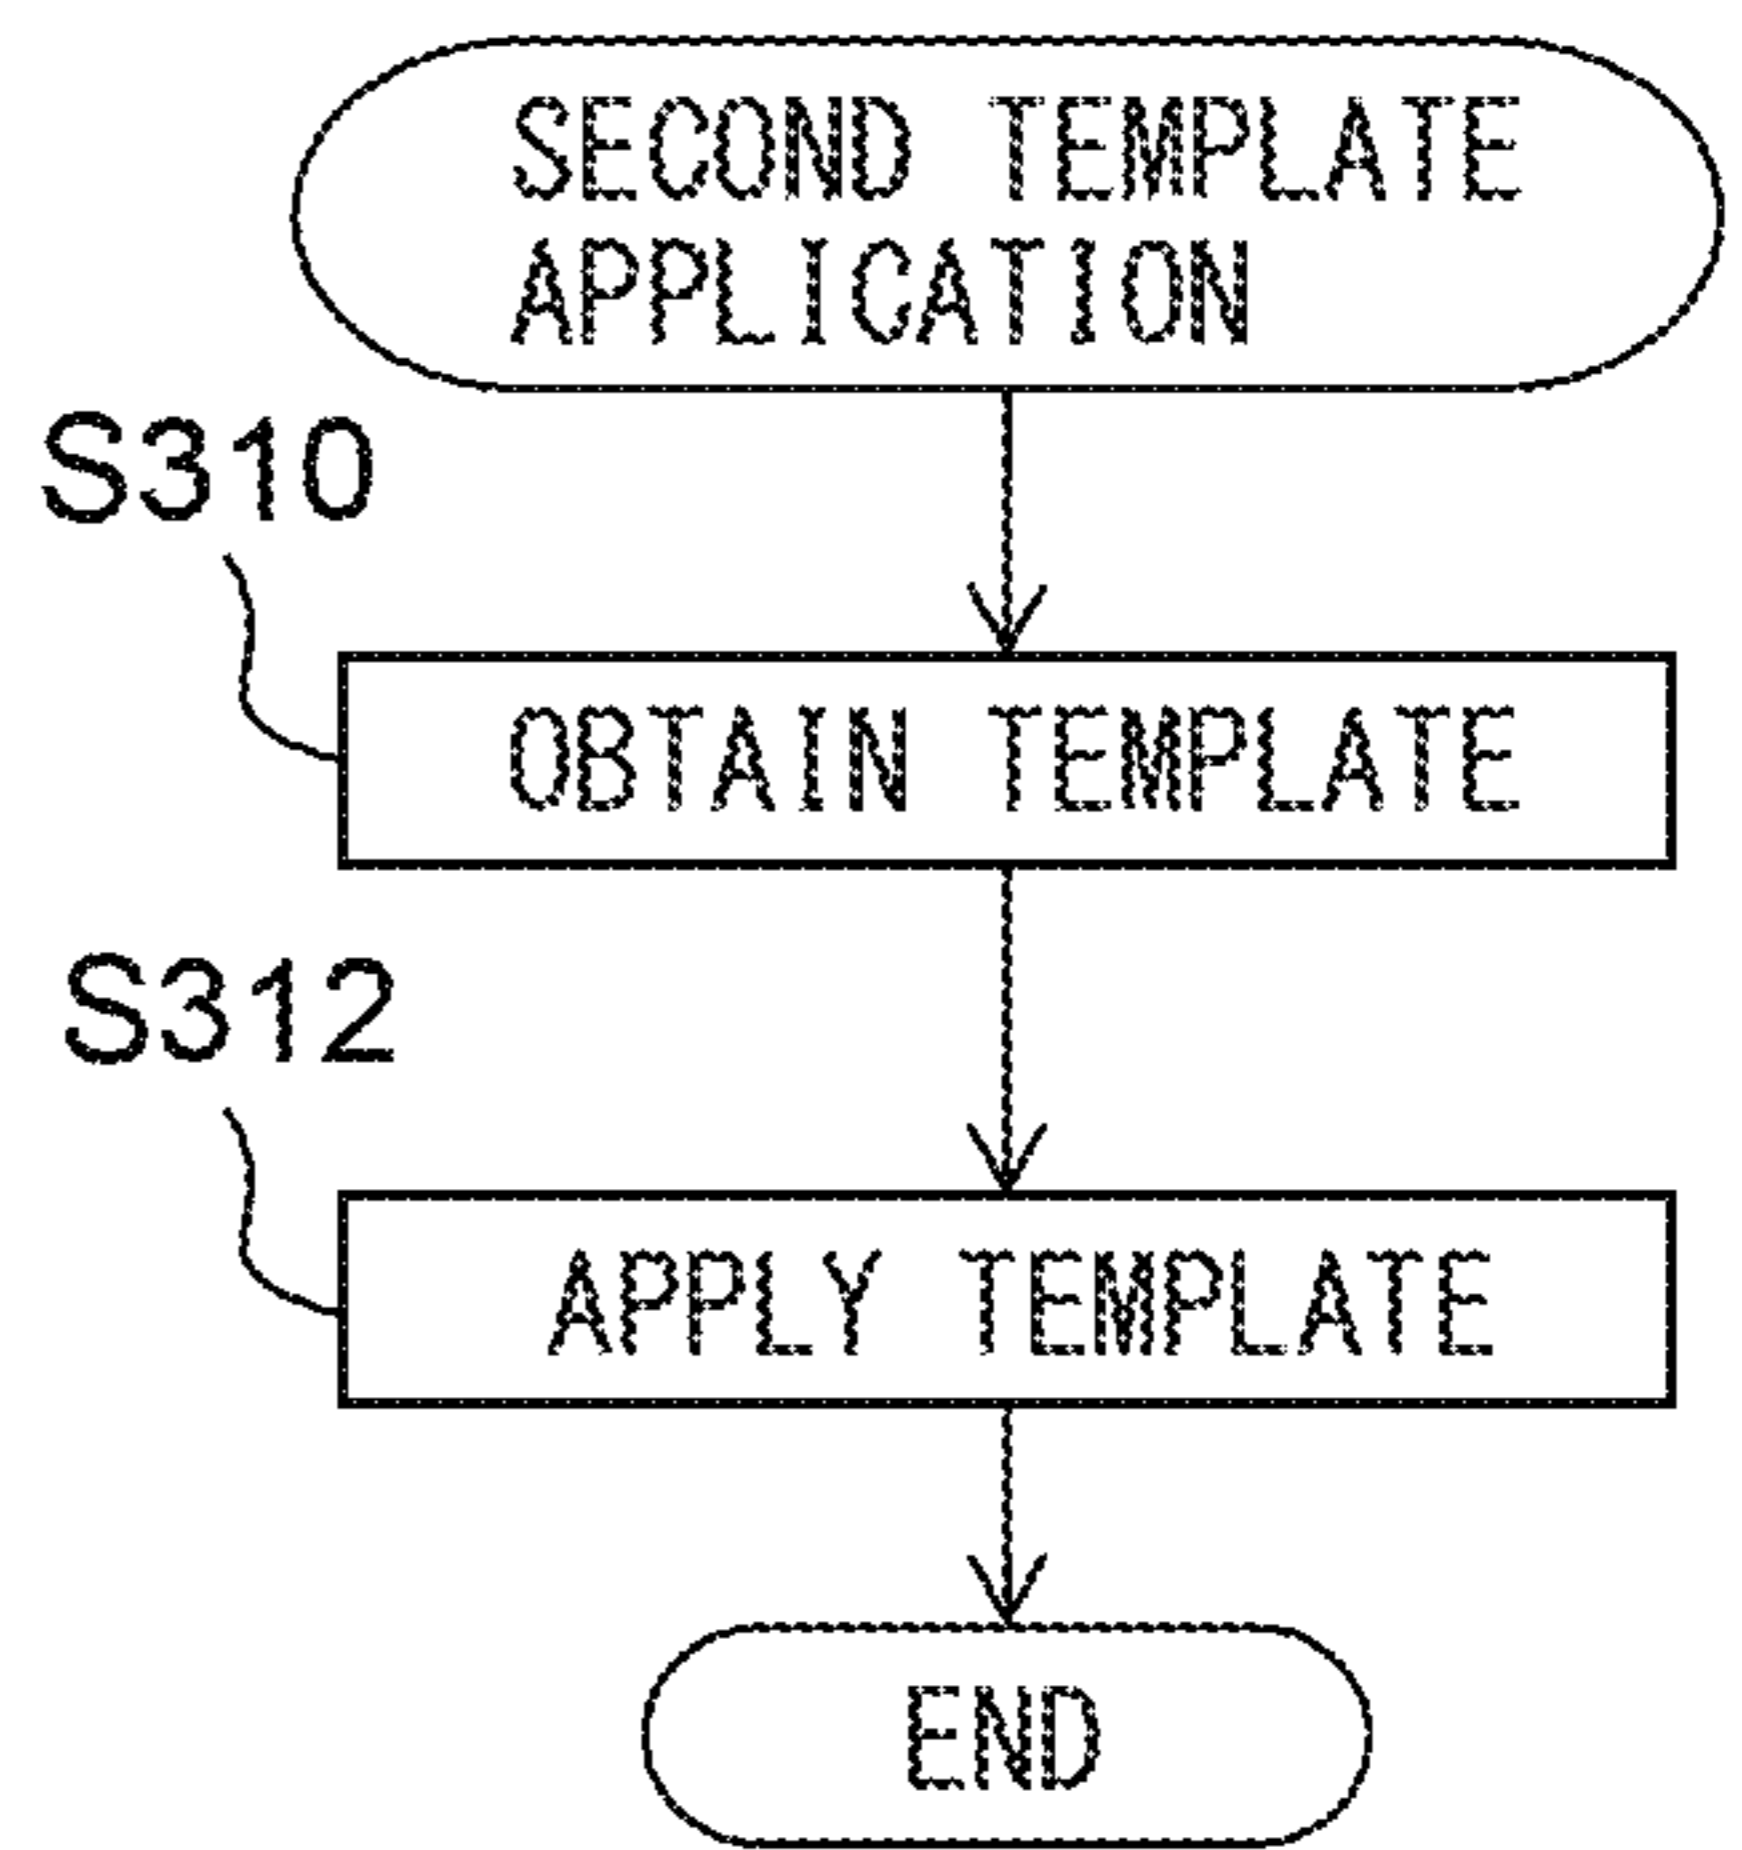 SECOND TEMPLATE
APPLICATION
S310
OBTAIN TEMPLATE
S312
APPLY TEMPLATE
END